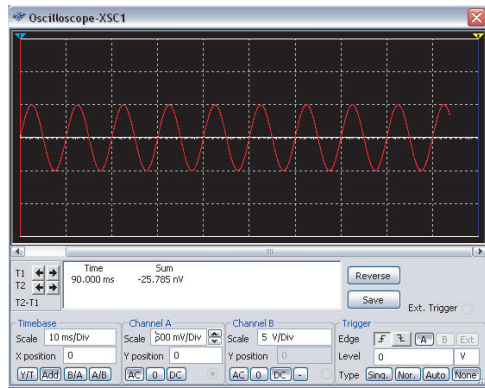 Oscilloscope-XSC1
1 2
Time Sum
T1 90.000 ms -25.785 nV
T2
T2-T1
Reverse
Save
Ext. Trigger
Timebase
Scale 10 ms/Div
X position 0
Y/T Add B/A A/B
Channel A
Scale 500 mV/Div
Y position 0
AC 0 DC
Channel B
Scale 5 V/Div
Y position 0
AC 0 DC -
Trigger
Edge A B Ext
Level 0 V
Type Sing. Nor. Auto None